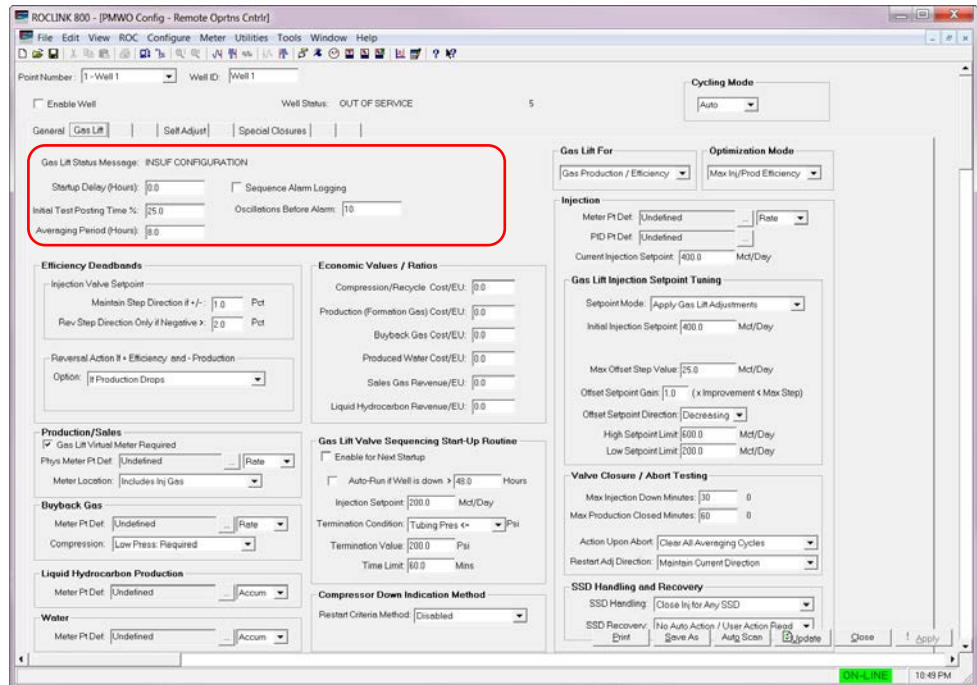 ROCLINK 800 - [PMWO Config - Remote Oprtns Cntrlr]
File Edit View ROC Configure Meter Utilities Tools Window Help
Point Number: 1 - Well 1 Well ID: Well 1
Cycling Mode
Enable Well Well Status: OUT OF SERVICE 5 Auto
General Gas Lift Self Adjust Special Closures
Gas Lift Status Message: INSUF CONFIGURATION
Startup Delay (Hours): 0.0 Sequence Alarm Logging
Initial Test Posting Time %: 25.0 Oscillations Before Alarm: 10
Averaging Period (Hours): 8.0
Gas Lift For
Gas Production / Efficiency
Optimization Mode
Max Inj/Prod Efficiency
Injection
Meter Pt Def: Undefined ... Rate
PID Pt Def: Undefined ...
Current Injection Setpoint: 400.0 Mcf/Day
Efficiency Deadbands
Injection Valve Setpoint
Maintain Step Direction if +/-: 1.0 Pct
Rev Step Direction Only if Negative >: 2.0 Pct
Reversal Action If + Efficiency and - Production
Option: If Production Drops
Economic Values / Ratios
Compression/Recycle Cost/EU: 0.0
Production (Formation Gas) Cost/EU: 0.0
Buyback Gas Cost/EU: 0.0
Produced Water Cost/EU: 0.0
Sales Gas Revenue/EU: 0.0
Liquid Hydrocarbon Revenue/EU: 0.0
Gas Lift Injection Setpoint Tuning
Setpoint Mode: Apply Gas Lift Adjustments
Initial Injection Setpoint: 400.0 Mcf/Day
Max Offset Step Value: 25.0 Mcf/Day
Offset Setpoint Gain: 1.0 (x Improvement < Max Step)
Offset Setpoint Direction: Decreasing
High Setpoint Limit: 600.0 Mcf/Day
Low Setpoint Limit: 200.0 Mcf/Day
Production/Sales
Gas Lift Virtual Meter Required
Phys Meter Pt Def: Undefined ... Rate
Meter Location: Includes Inj Gas
Buyback Gas
Meter Pt Def: Undefined ... Rate
Compression: Low Press: Required
Liquid Hydrocarbon Production
Meter Pt Def: Undefined ... Accum
Water
Meter Pt Def: Undefined ... Accum
Gas Lift Valve Sequencing Start-Up Routine
Enable for Next Startup
Auto-Run if Well is down > 48.0 Hours
Injection Setpoint: 200.0 Mcf/Day
Termination Condition: Tubing Pres <= Psi
Termination Value: 200.0 Psi
Time Limit: 60.0 Mins
Compressor Down Indication Method
Restart Criteria Method: Disabled
Valve Closure / Abort Testing
Max Injection Down Minutes: 30 0
Max Production Closed Minutes: 60 0
Action Upon Abort: Clear All Averaging Cycles
Restart Adj Direction: Maintain Current Direction
SSD Handling and Recovery
SSD Handling: Close Inj for Any SSD
SSD Recovery: No Auto Action / User Action Reqd
Print Save As Auto Scan Update Close ! Apply
ON-LINE 10:49 PM